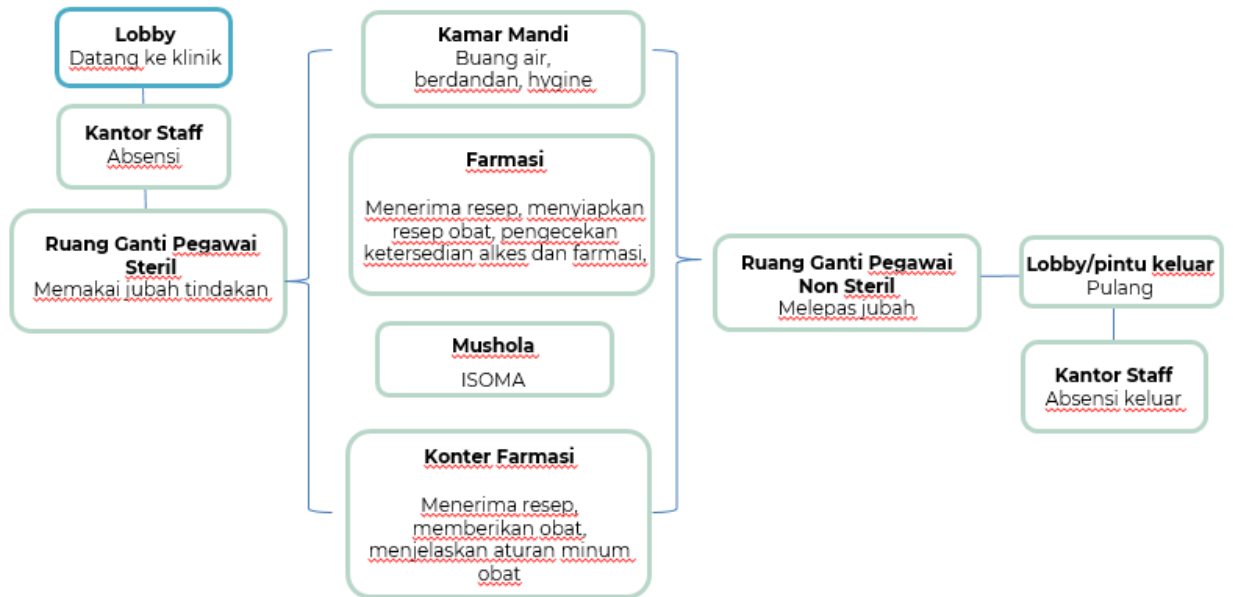 Lobby
Datang ke klinik
Kantor Staff
Absensi
Ruang Ganti Pegawai
Steril
Memakai jubah tindakan
Kamar Mandi
Buang air,
berdandan, hygine
Farmasi
Menerima resep, menyiapkan
resep obat, pengecekan
ketersedian alkes dan farmasi,
Mushola
ISOMA
Konter Farmasi
Menerima resep,
memberikan obat,
menjelaskan aturan minum
obat
Ruang Ganti Pegawai
Non Steril
Melepas jubah
Lobby/pintu keluar
Pulang
Kantor Staff
Absensi keluar